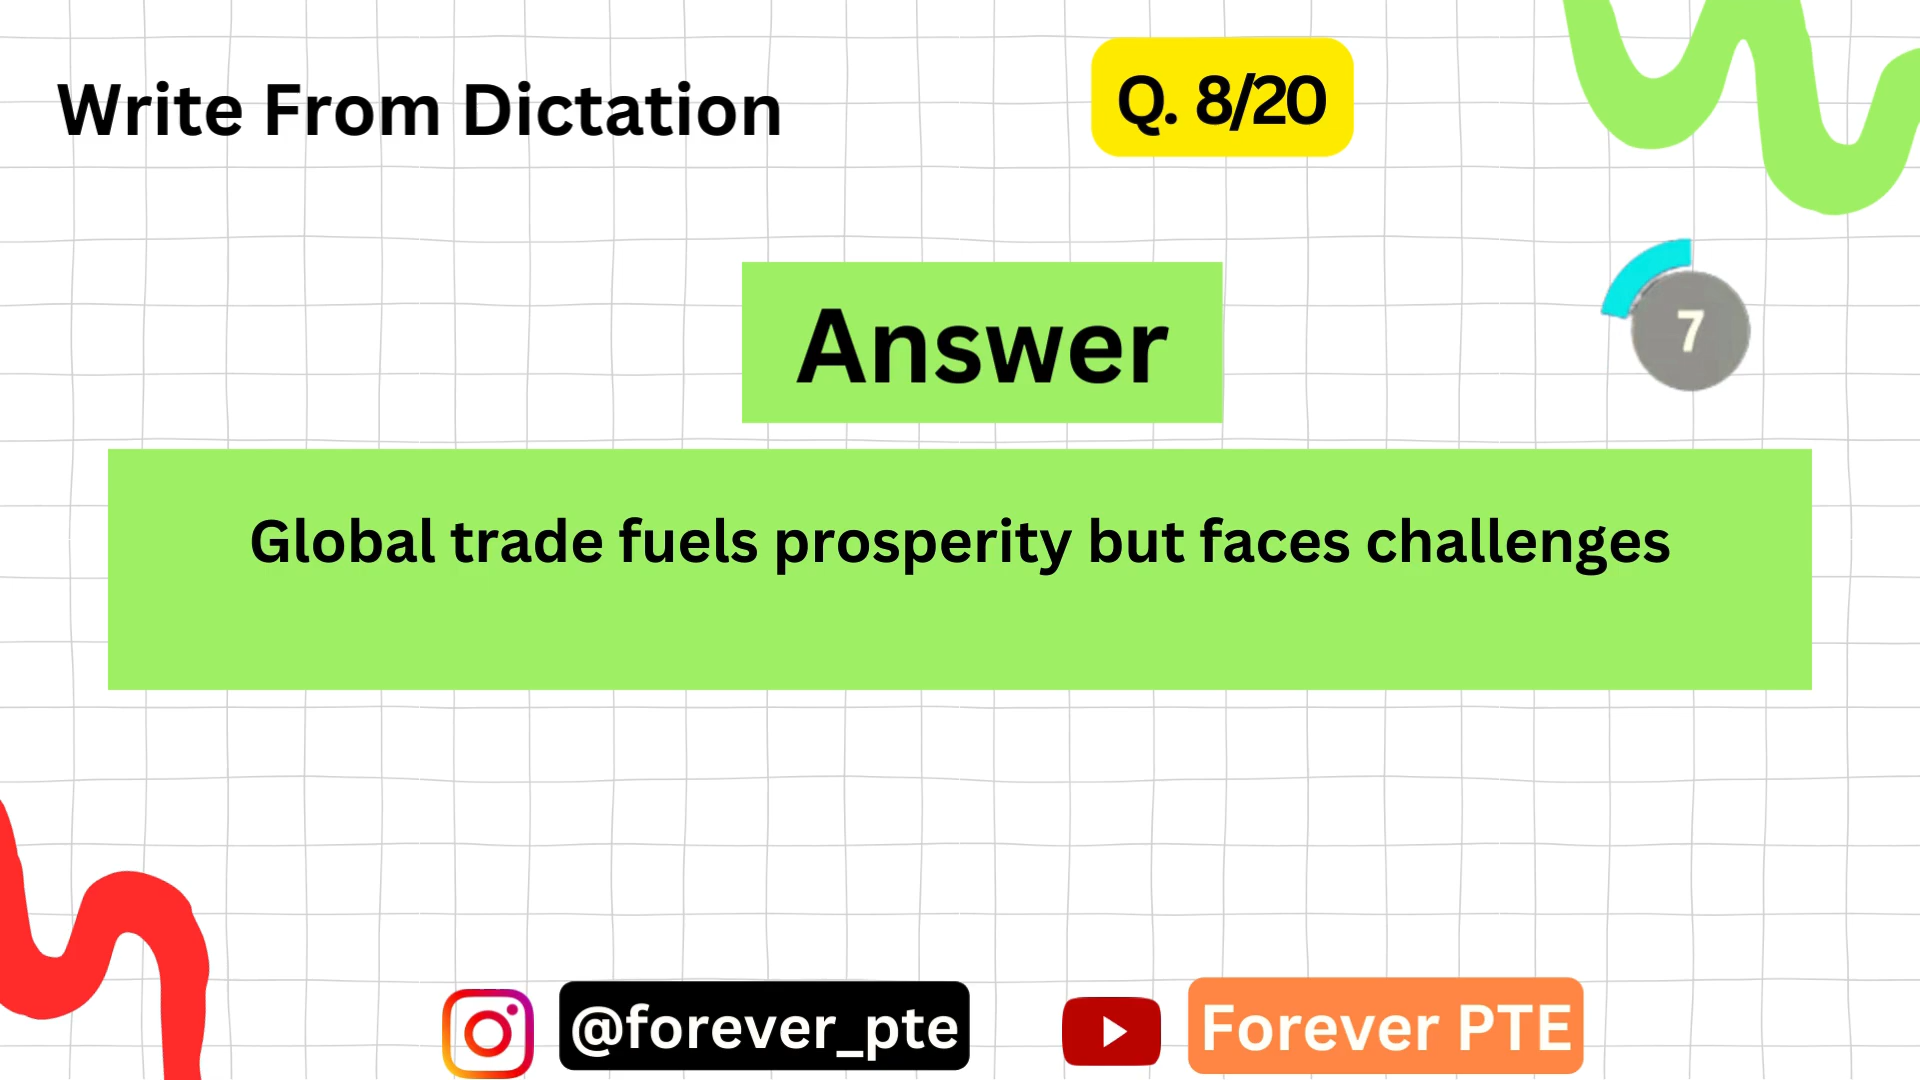 Write From Dictation
Q. 8/20
Answer
7
Global trade fuels prosperity but faces challenges
@forever_pte
Forever PTE